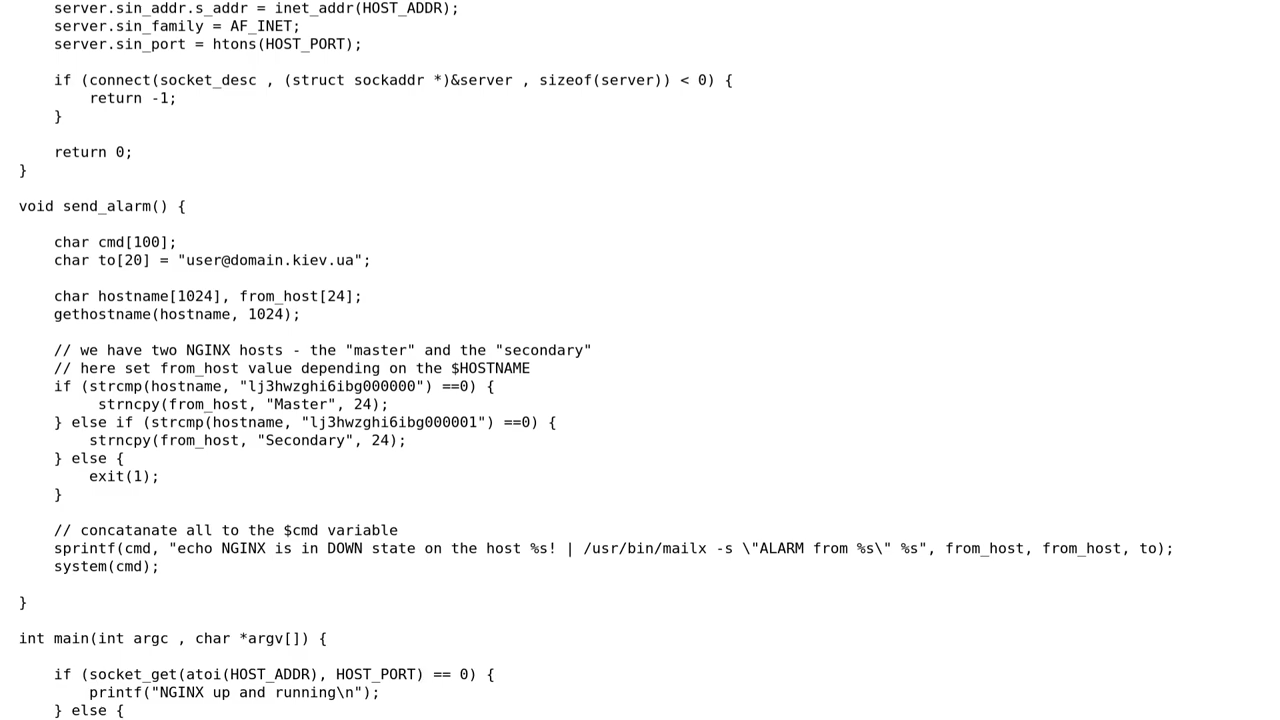 server.sin_addr.s_addr = inet_addr(HOST_ADDR);
server.sin_family = AF_INET;
server.sin_port = htons(HOST_PORT);
if (connect(socket_desc , (struct sockaddr *)&server , sizeof(server)) < 0) {
return -1;
}
return 0;
}
void send_alarm() {
char cmd[100];
char to[20] = "user@domain.kiev.ua";
char hostname[1024], from_host[24];
gethostname(hostname, 1024);
// we have two NGINX hosts - the "master" and the "secondary"
// here set from_host value depending on the $HOSTNAME
if (strcmp(hostname, "lj3hwzghi6ibg000000") ==0) {
strncpy(from_host, "Master", 24);
} else if (strcmp(hostname, "lj3hwzghi6ibg000001") ==0) {
strncpy(from_host, "Secondary", 24);
} else {
exit(1);
}
// concatanate all to the $cmd variable
sprintf(cmd, "echo NGINX is in DOWN state on the host %s! | /usr/bin/mailx -s \"ALARM from %s\" %s", from_host, from_host, to);
system(cmd);
}
int main(int argc , char *argv[]) {
if (socket_get(atoi(HOST_ADDR), HOST_PORT) == 0) {
printf("NGINX up and running\n");
} else {